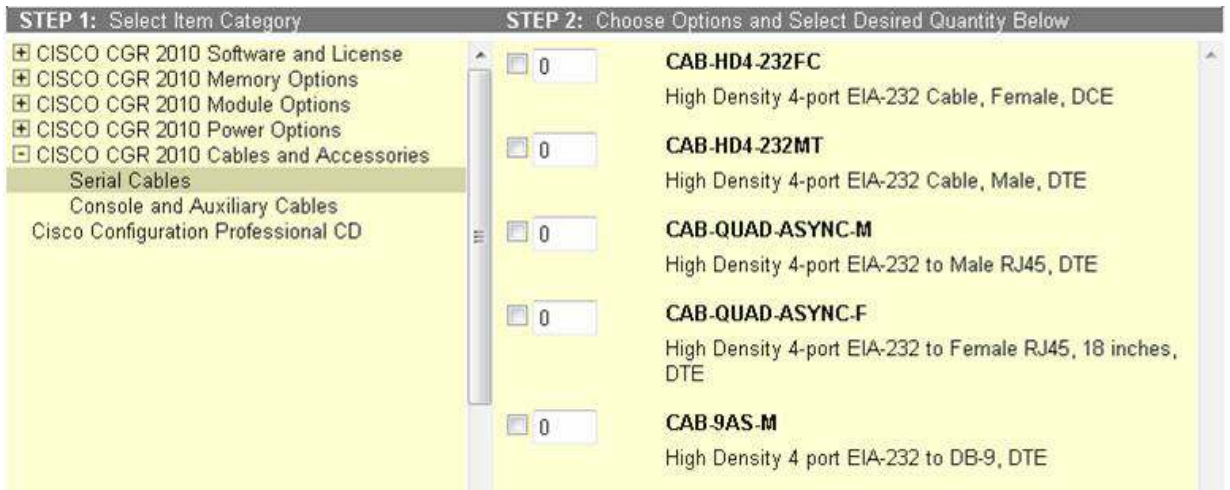 STEP 1: Select Item Category
CISCO CGR 2010 Software and License
CISCO CGR 2010 Memory Options
CISCO CGR 2010 Module Options
CISCO CGR 2010 Power Options
CISCO CGR 2010 Cables and Accessories
Serial Cables
Console and Auxiliary Cables
Cisco Configuration Professional CD
STEP 2: Choose Options and Select Desired Quantity Below
0 CAB-HD4-232FC
High Density 4-port EIA-232 Cable, Female, DCE
0 CAB-HD4-232MT
High Density 4-port EIA-232 Cable, Male, DTE
0 CAB-QUAD-ASYNC-M
High Density 4-port EIA-232 to Male RJ45, DTE
0 CAB-QUAD-ASYNC-F
High Density 4-port EIA-232 to Female RJ45, 18 inches,
DTE
0 CAB-9AS-M
High Density 4 port EIA-232 to DB-9, DTE